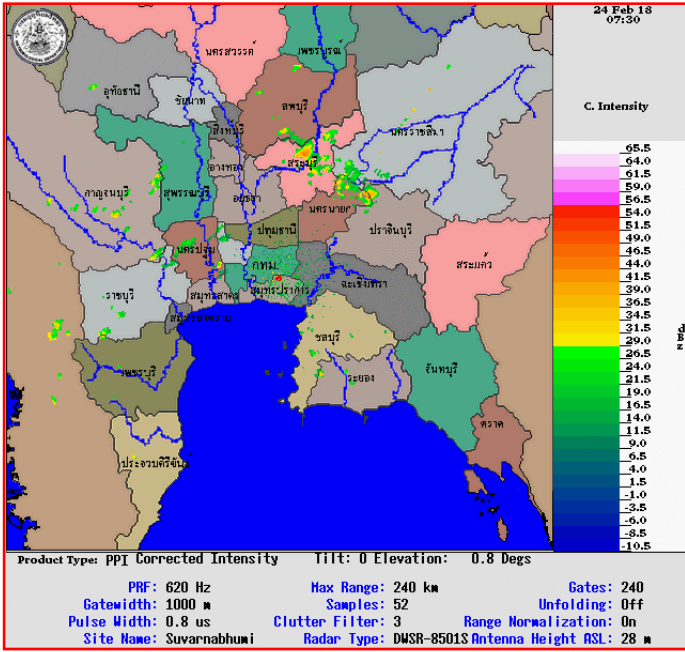 24 Feb 18
07:30
นครสวรรค์
เพชรบูรณ์
อุทัยธานี
ชัยนาท
ลพบุรี
สิงห์บุรี
นครราชสีมา
อ่างทอง
สระบุรี
กาญจนบุรี
สุพรรณบุรี
อยุธยา
นครนายก
ปทุมธานี
ปราจีนบุรี
นครปฐม
กทม.
สระแก้ว
ราชบุรี
สมุทรสาคร
สมุทรปราการ
ฉะเชิงเทรา
สมุทรสงคราม
ชลบุรี
เพชรบุรี
ระยอง
จันทบุรี
ตราด
ประจวบคีรีขันธ์
C. Intensity
65.5
64.0
61.5
59.0
56.5
54.0
51.5
49.0
46.5
44.0
41.5
39.0
36.5
34.0
31.5
29.0
26.5
24.0
21.5
19.0
16.5
14.0
11.5
9.0
6.5
4.0
1.5
-1.0
-3.5
-6.0
-8.5
-10.5
Product Type: PPI Corrected Intensity Tilt: 0 Elevation: 0.8 Degs
PRF: 620 Hz Max Range: 240 km Gates: 240
Gatewidth: 1000 m Samples: 52 Unfolding: Off
Pulse Width: 0.8 us Clutter Filter: 3 Range Normalization: On
Site Name: Suvarnabhumi Radar Type: DWSR-8501S Antenna Height ASL: 28 m